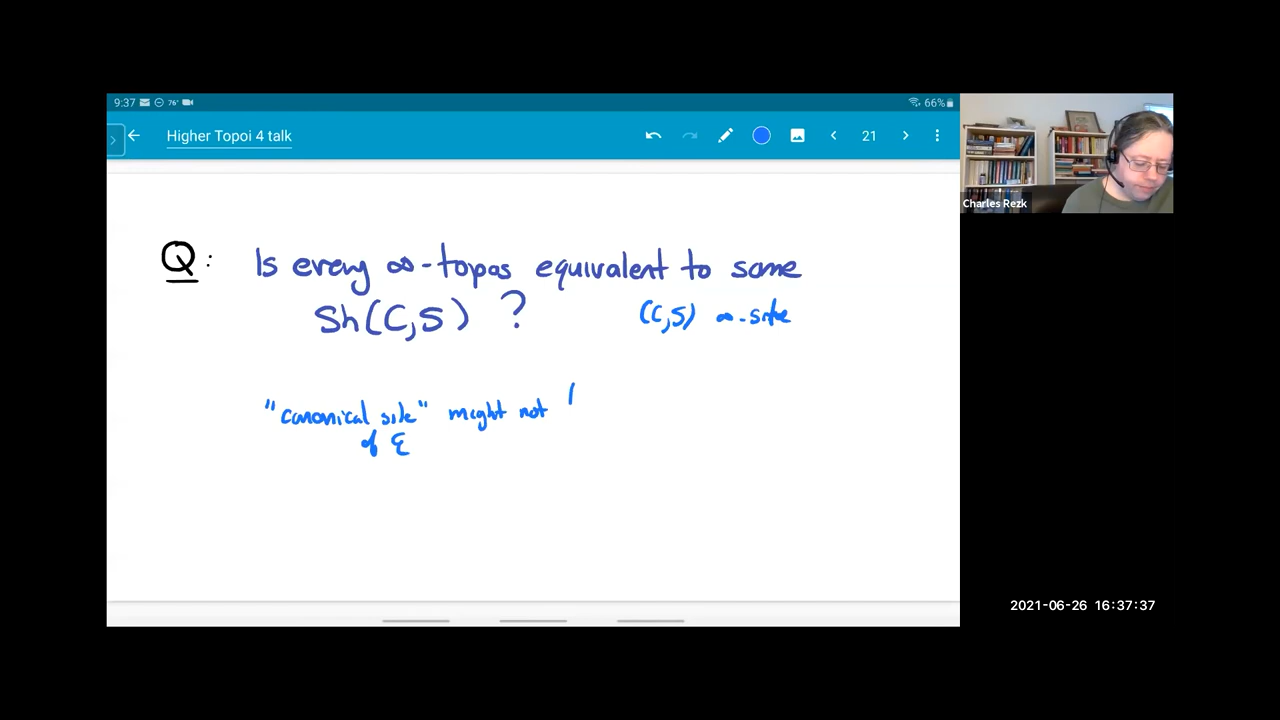 9:37 76° 66%
Higher Topoi 4 talk 21
Charles Rezk
Q: Is every ∞-topos equivalent to some
Sh(C,S) ? (C,S) ∞-site
"canonical site" might not
of ℰ
2021-06-26 16:37:37